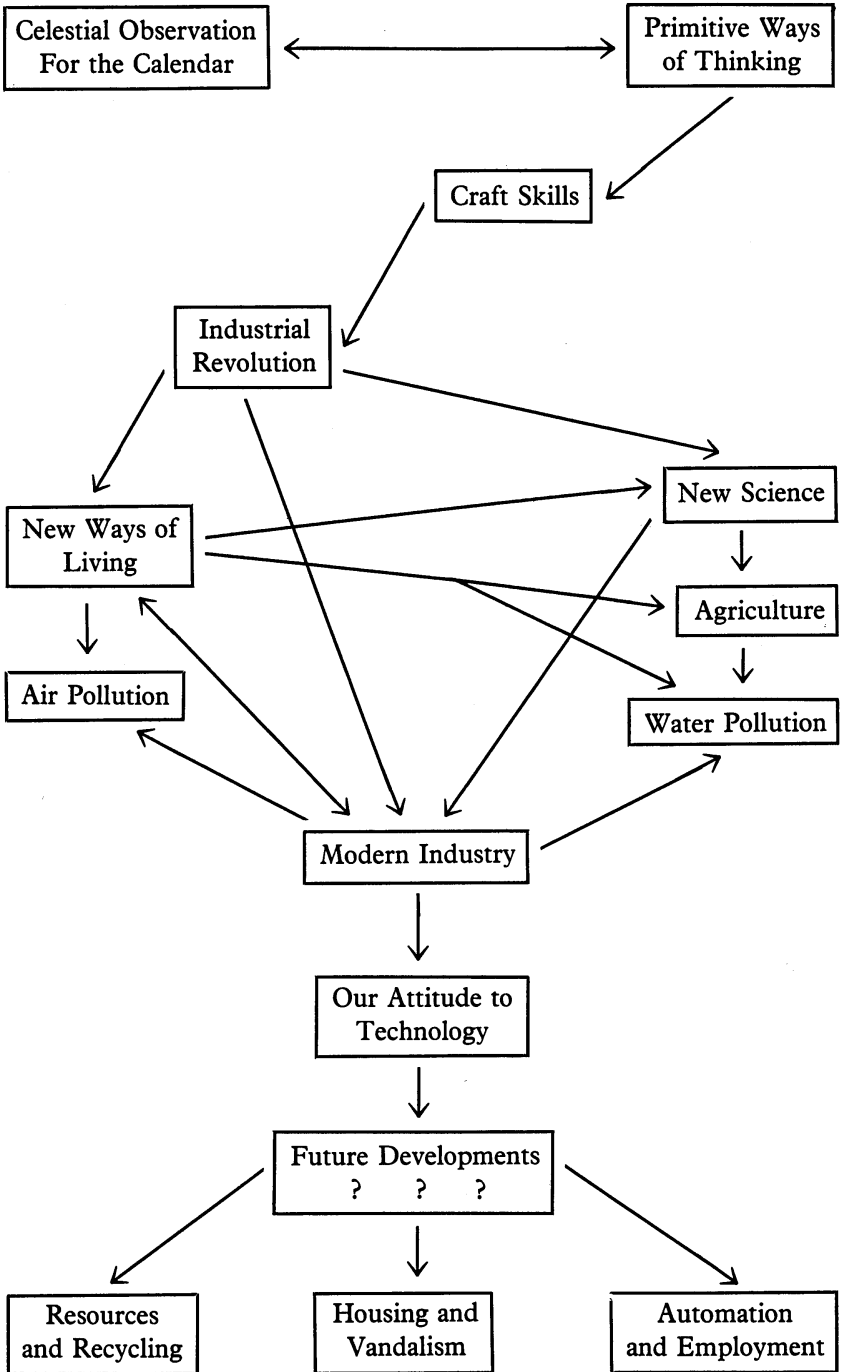 Celestial Observation
For the Calendar
Primitive Ways
of Thinking
Craft Skills
Industrial
Revolution
New Science
New Ways of
Living
Agriculture
Air Pollution
Water Pollution
Modern Industry
Our Attitude to
Technology
Future Developments
? ? ?
Resources
and Recycling
Housing and
Vandalism
Automation
and Employment